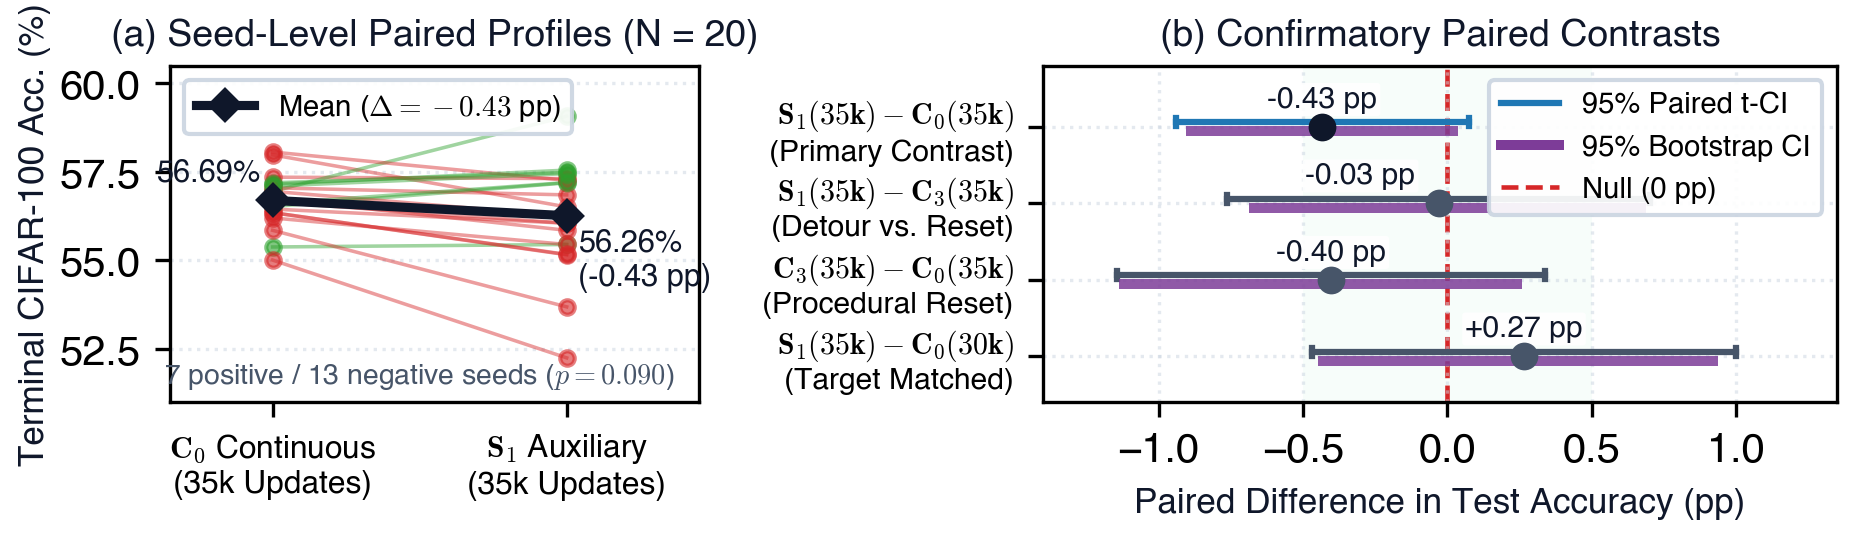 (a) Seed-Level Paired Profiles (N = 20)
Terminal CIFAR-100 Acc. (%)
60.0
57.5
55.0
52.5
Mean (Δ = −0.43 pp)
56.69%
56.26%
(-0.43 pp)
7 positive / 13 negative seeds (p = 0.090)
C₀ Continuous
(35k Updates)
S₁ Auxiliary
(35k Updates)
(b) Confirmatory Paired Contrasts
S₁(35k) − C₀(35k)
(Primary Contrast)
S₁(35k) − C₃(35k)
(Detour vs. Reset)
C₃(35k) − C₀(35k)
(Procedural Reset)
S₁(35k) − C₀(30k)
(Target Matched)
-0.43 pp
-0.03 pp
-0.40 pp
+0.27 pp
95% Paired t-CI
95% Bootstrap CI
Null (0 pp)
−1.0
−0.5
0.0
0.5
1.0
Paired Difference in Test Accuracy (pp)